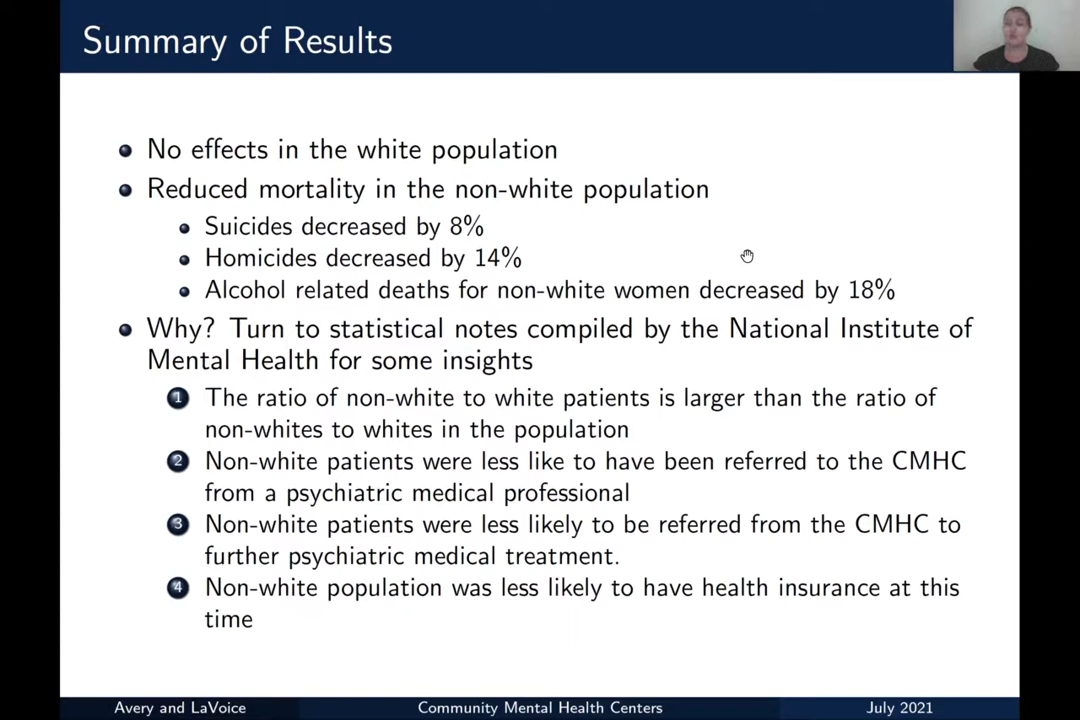 Summary of Results
No effects in the white population
Reduced mortality in the non-white population
Suicides decreased by 8%
Homicides decreased by 14%
Alcohol related deaths for non-white women decreased by 18%
Why? Turn to statistical notes compiled by the National Institute of
Mental Health for some insights
1 The ratio of non-white to white patients is larger than the ratio of
non-whites to whites in the population
2 Non-white patients were less like to have been referred to the CMHC
from a psychiatric medical professional
3 Non-white patients were less likely to be referred from the CMHC to
further psychiatric medical treatment.
4 Non-white population was less likely to have health insurance at this
time
Avery and LaVoice Community Mental Health Centers July 2021